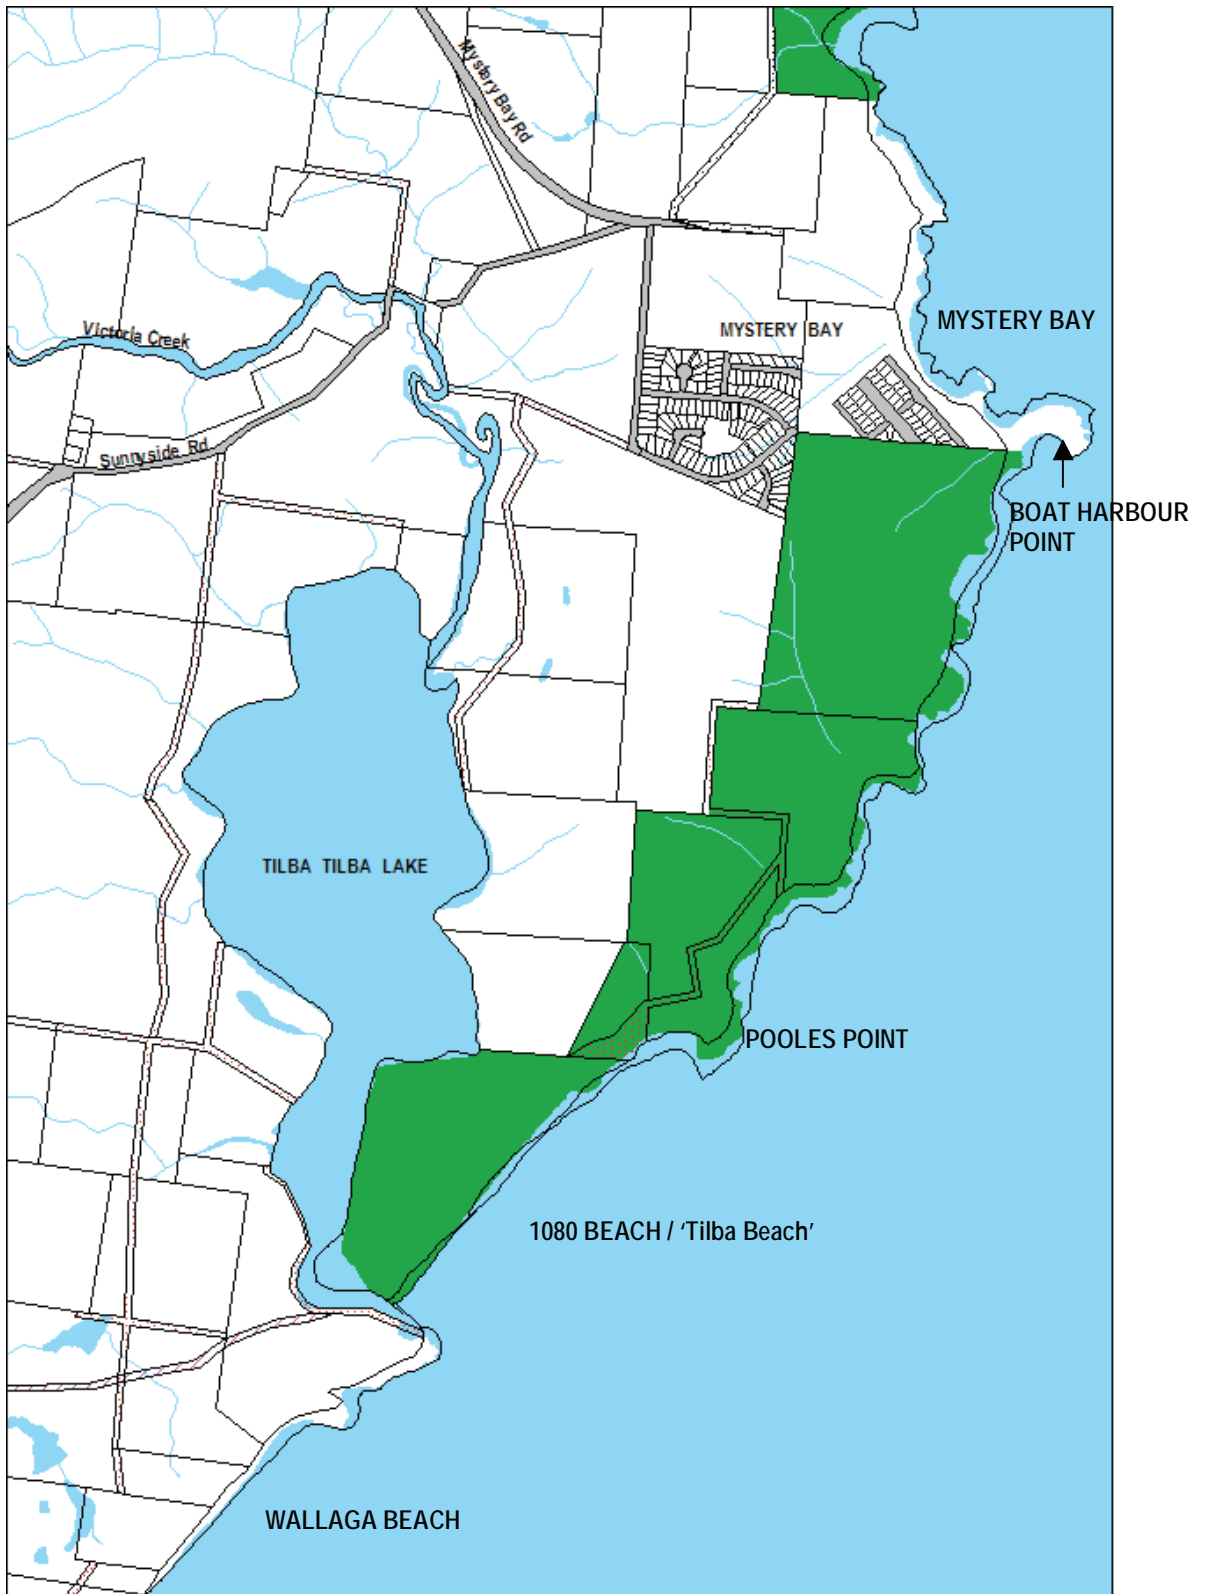 Mystery Bay Rd
MYSTERY BAY
MYSTERY BAY
Victoria Creek
Sunnyside Rd
BOAT HARBOUR
POINT
TILBA TILBA LAKE
POOLES POINT
1080 BEACH / ‘Tilba Beach’
WALLAGA BEACH